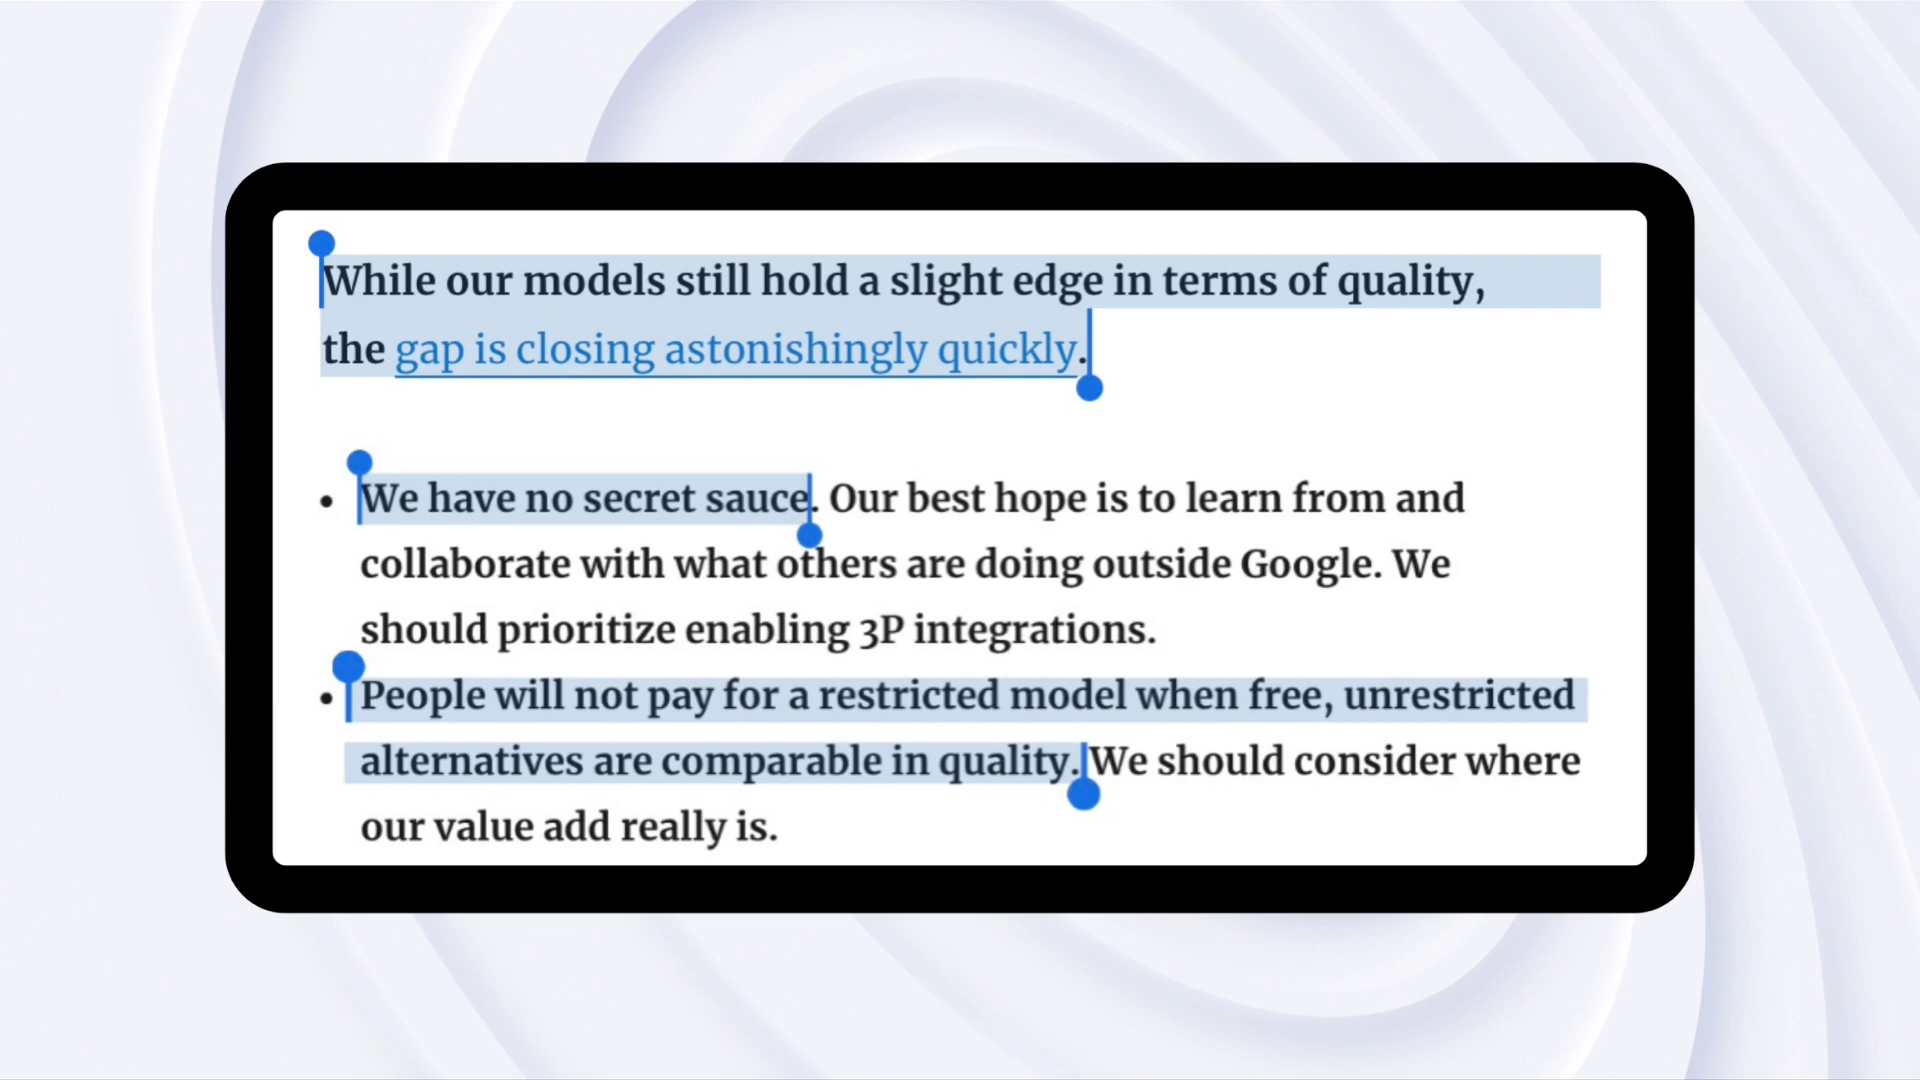 While our models still hold a slight edge in terms of quality,
the gap is closing astonishingly quickly.
• We have no secret sauce. Our best hope is to learn from and
collaborate with what others are doing outside Google. We
should prioritize enabling 3P integrations.
• People will not pay for a restricted model when free, unrestricted
alternatives are comparable in quality. We should consider where
our value add really is.